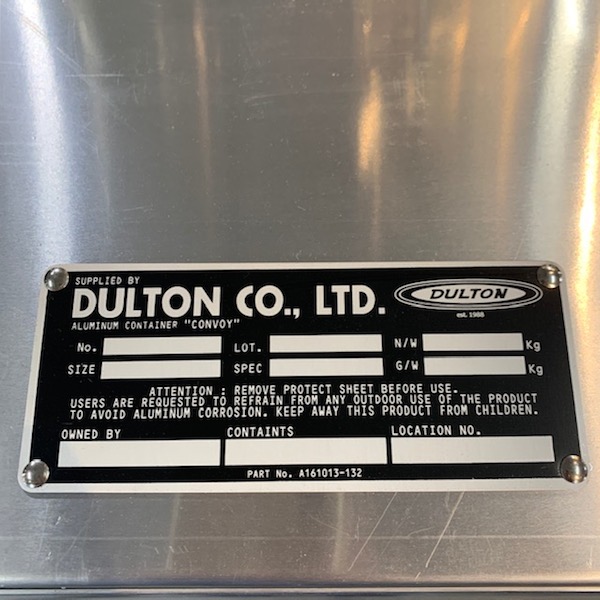 SUPPLIED BY
DULTON CO., LTD.
DULTON
est. 1988
ALUMINUM CONTAINER "CONVOY"
No. LOT. N/W Kg
SIZE SPEC G/W Kg
ATTENTION : REMOVE PROTECT SHEET BEFORE USE.
USERS ARE REQUESTED TO REFRAIN FROM ANY OUTDOOR USE OF THE PRODUCT
TO AVOID ALUMINUM CORROSION. KEEP AWAY THIS PRODUCT FROM CHILDREN.
OWNED BY CONTAINTS LOCATION NO.
PART No. A161013-132